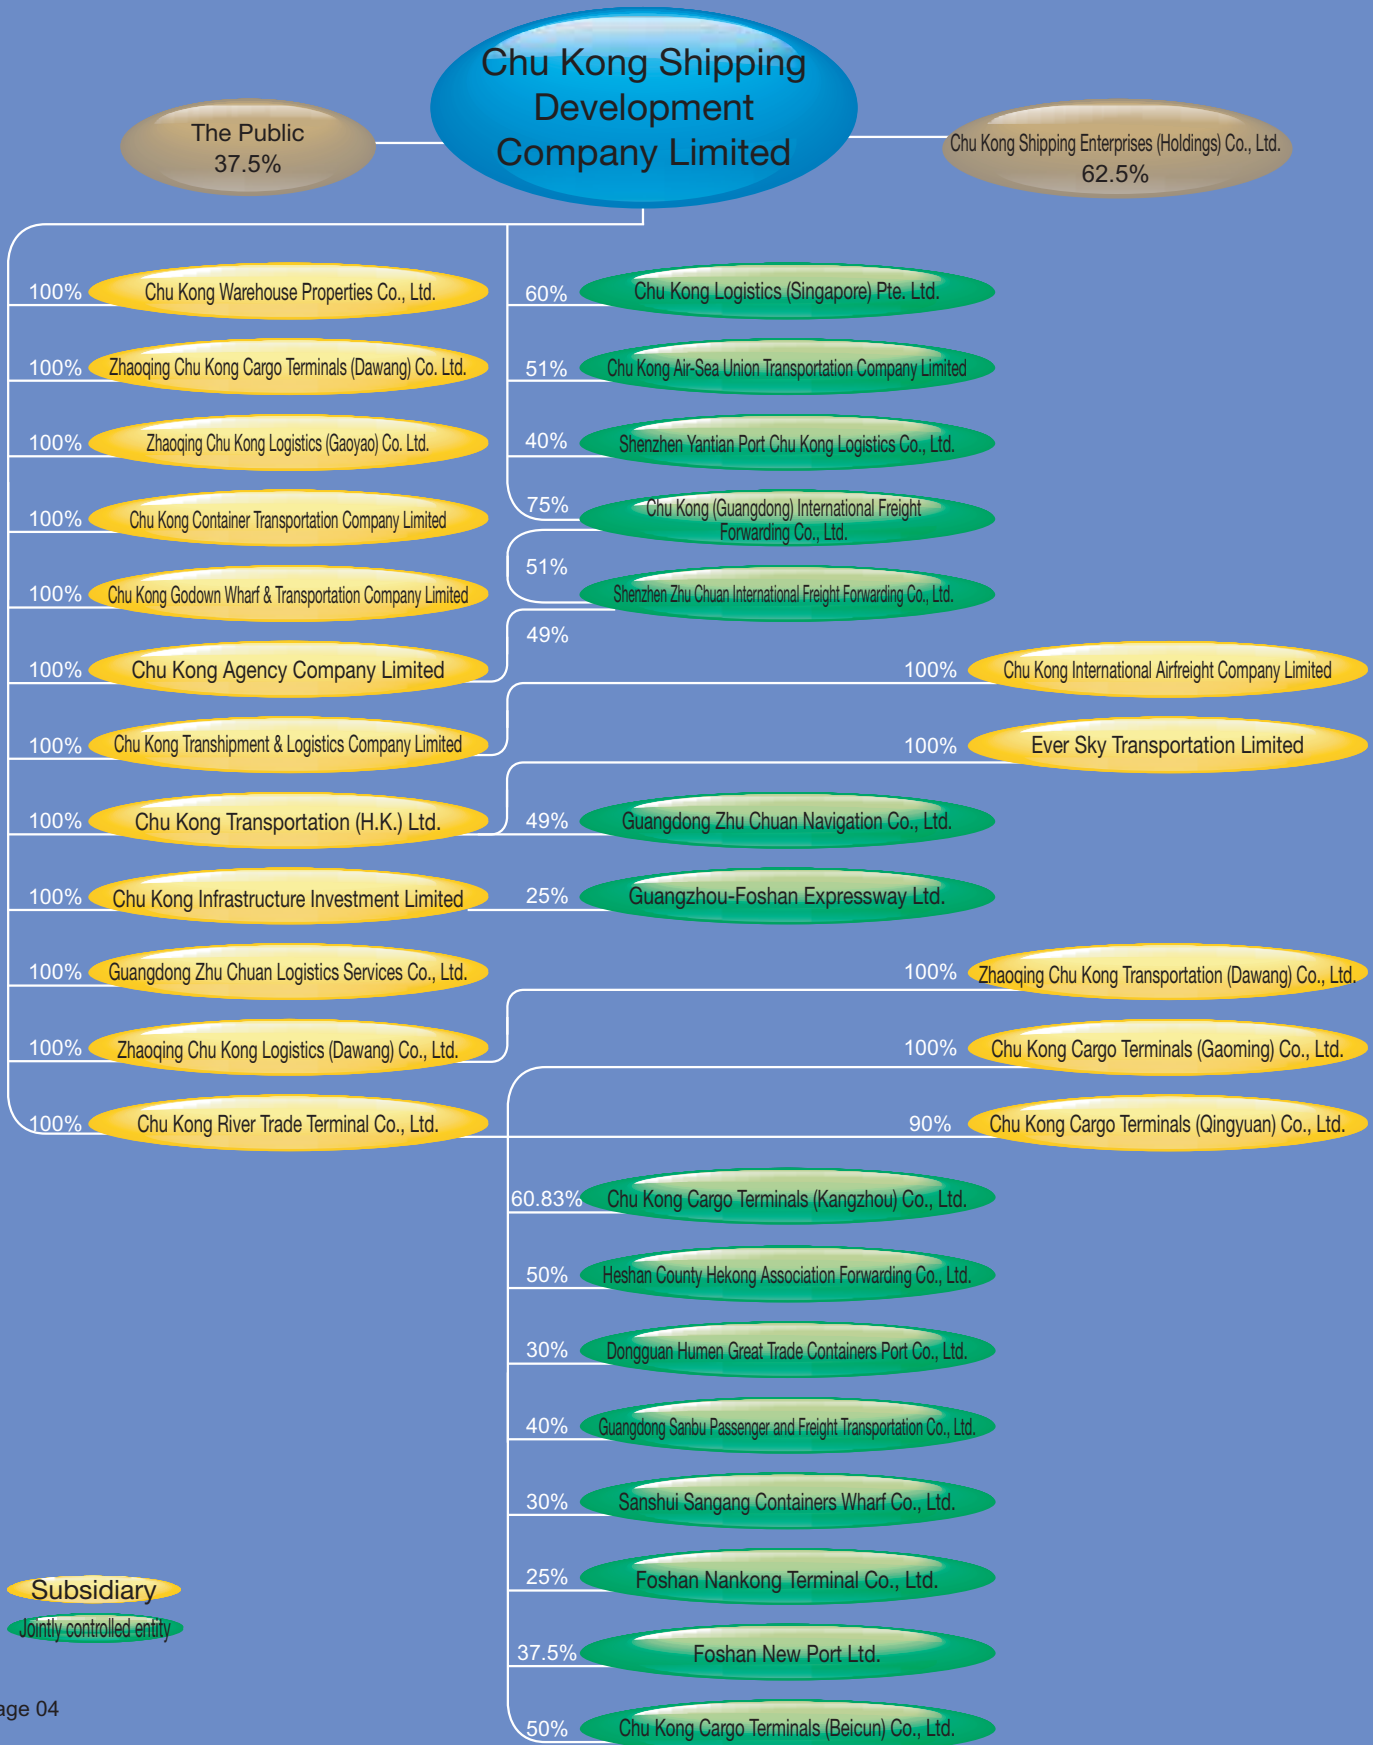 Chu Kong Shipping
Development
Company Limited
The Public
37.5%
Chu Kong Shipping Enterprises (Holdings) Co., Ltd.
62.5%
100%
Chu Kong Warehouse Properties Co., Ltd.
60%
Chu Kong Logistics (Singapore) Pte. Ltd.
100%
Zhaoqing Chu Kong Cargo Terminals (Dawang) Co. Ltd.
51%
Chu Kong Air-Sea Union Transportation Company Limited
100%
Zhaoqing Chu Kong Logistics (Gaoyao) Co. Ltd.
40%
Shenzhen Yantian Port Chu Kong Logistics Co., Ltd.
100%
Chu Kong Container Transportation Company Limited
75%
Chu Kong (Guangdong) International Freight
Forwarding Co., Ltd.
100%
Chu Kong Godown Wharf & Transportation Company Limited
51%
Shenzhen Zhu Chuan International Freight Forwarding Co., Ltd.
49%
100%
Chu Kong Agency Company Limited
100%
Chu Kong International Airfreight Company Limited
100%
Chu Kong Transhipment & Logistics Company Limited
100%
Ever Sky Transportation Limited
100%
Chu Kong Transportation (H.K.) Ltd.
49%
Guangdong Zhu Chuan Navigation Co., Ltd.
100%
Chu Kong Infrastructure Investment Limited
25%
Guangzhou-Foshan Expressway Ltd.
100%
Guangdong Zhu Chuan Logistics Services Co., Ltd.
100%
Zhaoqing Chu Kong Transportation (Dawang) Co., Ltd.
100%
Zhaoqing Chu Kong Logistics (Dawang) Co., Ltd.
100%
Chu Kong Cargo Terminals (Gaoming) Co., Ltd.
100%
Chu Kong River Trade Terminal Co., Ltd.
90%
Chu Kong Cargo Terminals (Qingyuan) Co., Ltd.
60.83%
Chu Kong Cargo Terminals (Kangzhou) Co., Ltd.
50%
Heshan County Hekong Association Forwarding Co., Ltd.
30%
Dongguan Humen Great Trade Containers Port Co., Ltd.
40%
Guangdong Sanbu Passenger and Freight Transportation Co., Ltd.
30%
Sanshui Sangang Containers Wharf Co., Ltd.
25%
Foshan Nankong Terminal Co., Ltd.
37.5%
Foshan New Port Ltd.
50%
Chu Kong Cargo Terminals (Beicun) Co., Ltd.
Subsidiary
Jointly controlled entity
age 04